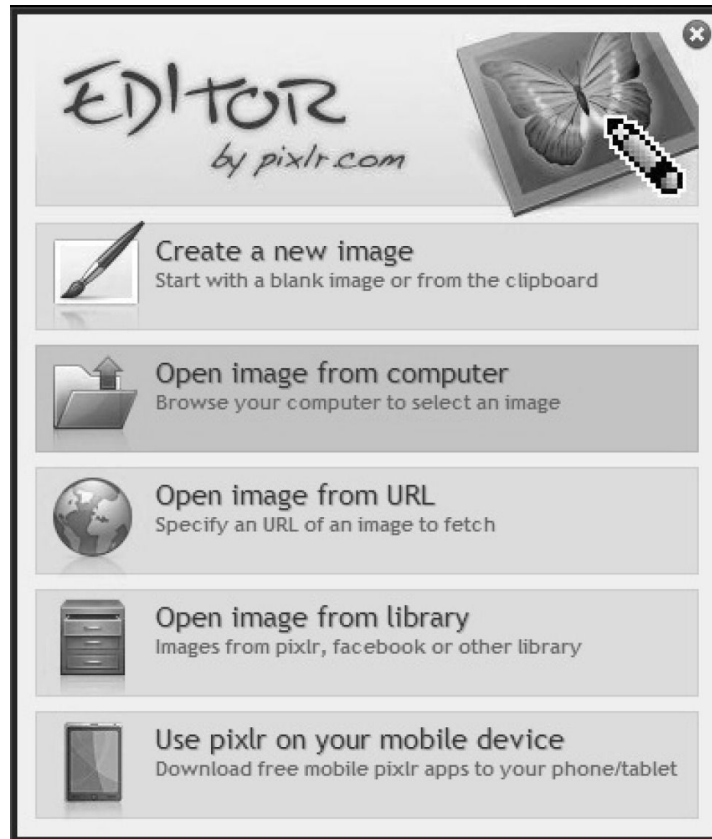 EDITOR
by pixlr.com
Create a new image
Start with a blank image or from the clipboard
Open image from computer
Browse your computer to select an image
Open image from URL
Specify an URL of an image to fetch
Open image from library
Images from pixlr, facebook or other library
Use pixlr on your mobile device
Download free mobile pixlr apps to your phone/tablet